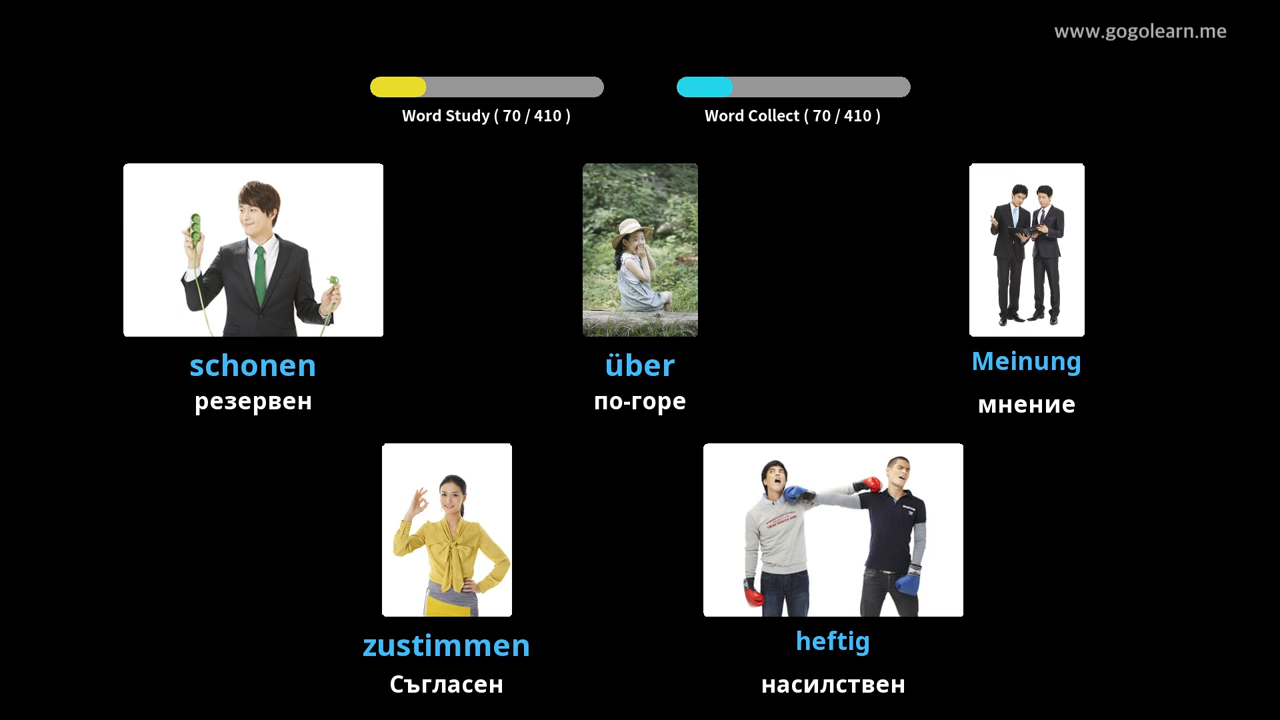 www.gogolearn.me
Word Study ( 70 / 410 )
Word Collect ( 70 / 410 )
schonen
резервен
über
по-горе
Meinung
мнение
zustimmen
Съгласен
heftig
насилствен